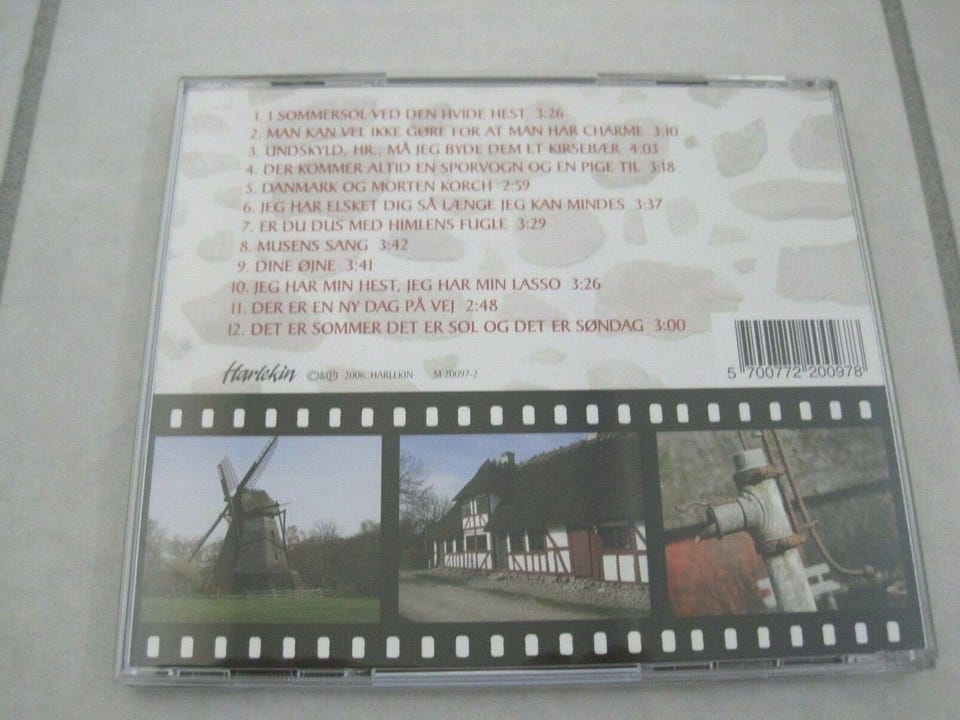 1. I SOMMERSOL VED DEN HVIDE HEST 3.26
2. MAN KAN VEL IKKE GØRE FOR AT MAN HAR CHARME 3:10
3. UNDSKYLD, HR., MÅ JEG BYDE DEM ET KIRSEBÆR 4:03
4. DER KOMMER ALTID EN SPORVOGN OG EN PIGE TIL 3:18
5. DANMARK OG MORTEN KORCH 2:59
6. JEG HAR ELSKET DIG SÅ LÆNGE JEG KAN MINDES 3:37
7. ER DU DUS MED HIMLENS FUGLE 3:29
8. MUSENS SANG 3:42
9. DINE ØJNE 3:41
10. JEG HAR MIN HEST, JEG HAR MIN LASSO 3:26
11. DER ER EN NY DAG PÅ VEJ 2:48
12. DET ER SOMMER DET ER SOL OG DET ER SØNDAG 3:00
Harlekin ©&℗ 2006. HARLEKIN M 20097-2
5 700772 200978